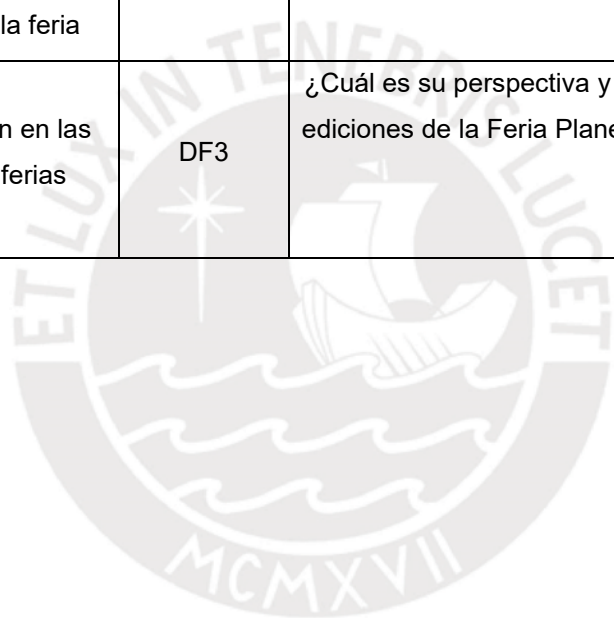 la feria
¿Cuál es su perspectiva y
n en las
ediciones de la Feria Plane
DF3
ferias
ET LUX IN TENEBRIS LUCET
MCMXVII